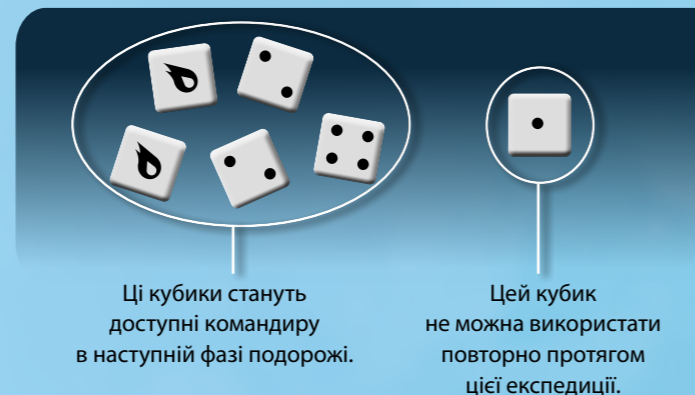 Ці кубики стануть
доступні командиру
в наступній фазі подорожі.
Цей кубик
не можна використати
повторно протягом
цієї експедиції.